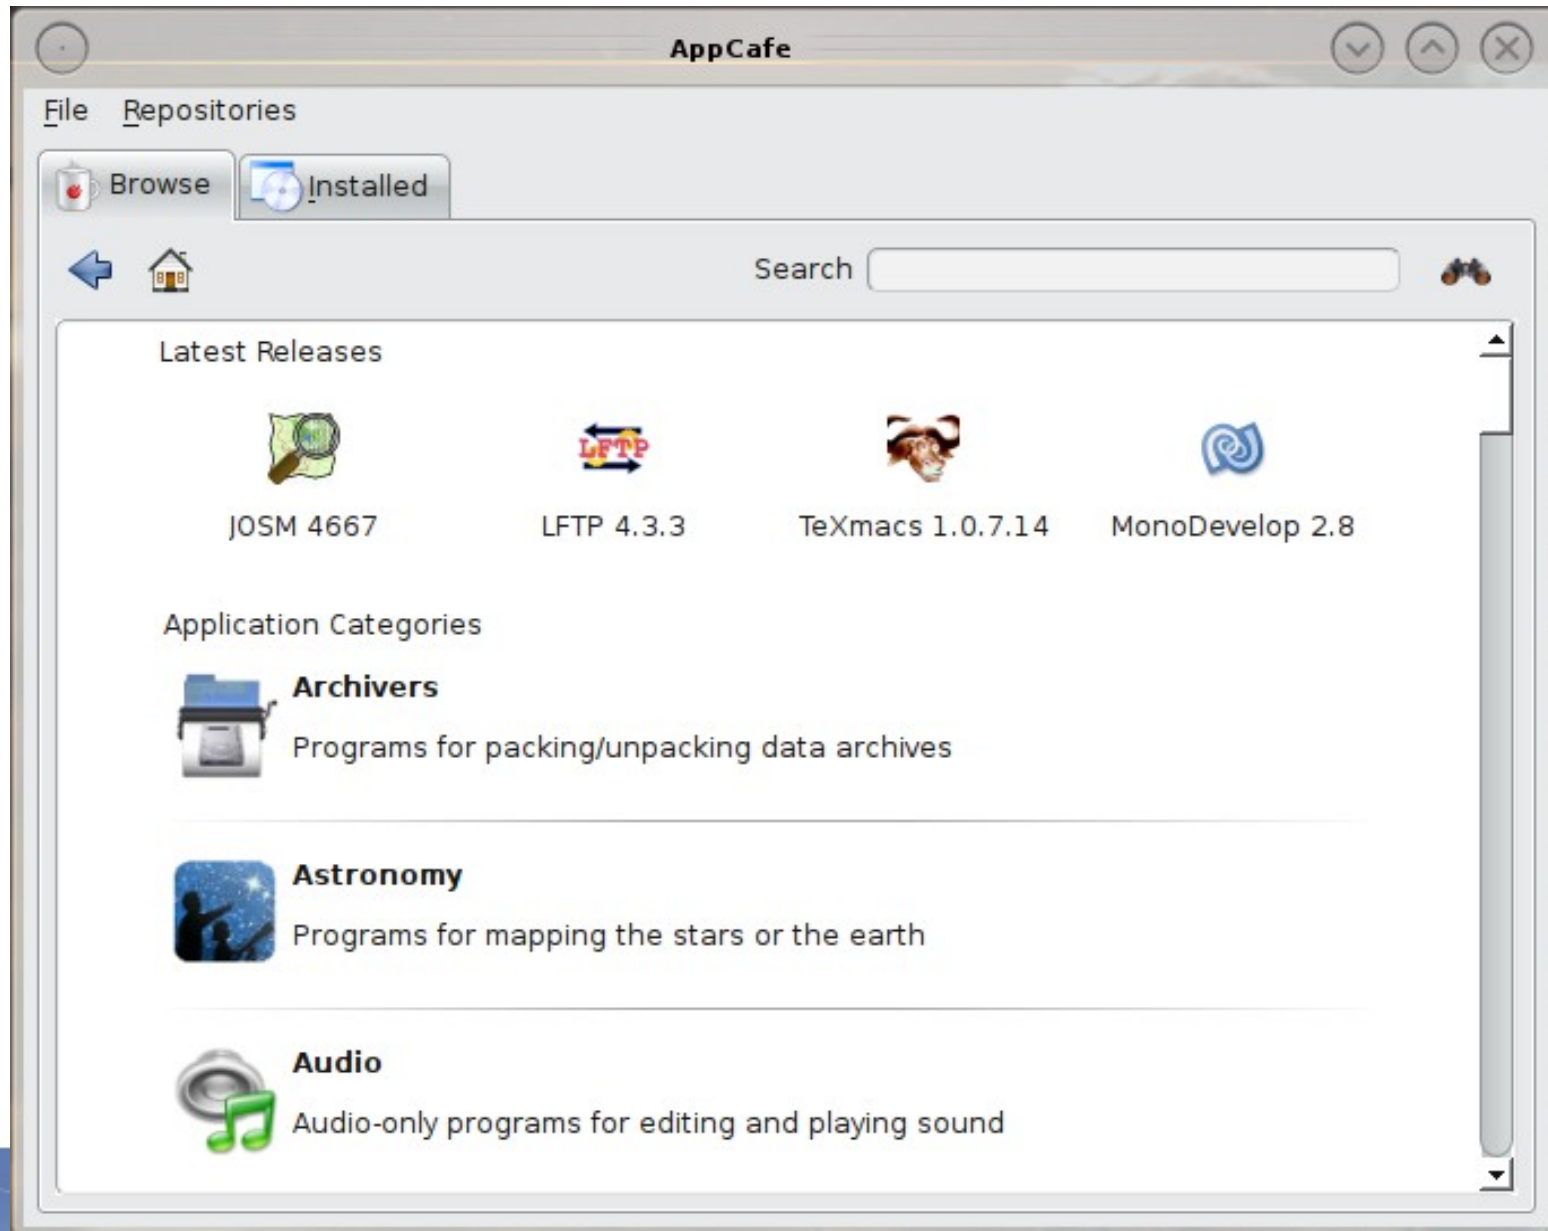 AppCafe
File Repositories
Browse Installed
Search
Latest Releases
LFTP
JOSM 4667 LFTP 4.3.3 TeXmacs 1.0.7.14 MonoDevelop 2.8
Application Categories
Archivers
Programs for packing/unpacking data archives
Astronomy
Programs for mapping the stars or the earth
Audio
Audio-only programs for editing and playing sound